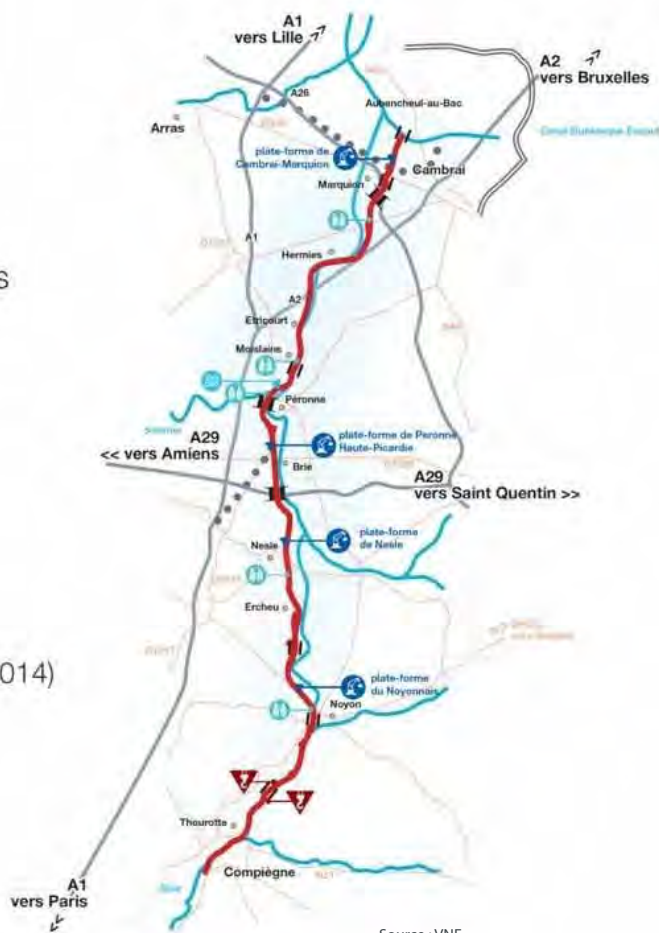 A1
vers Lille
A2
vers Bruxelles
A26
Aubencheul-au-Bac
Arras
plate-forme de
Cambrai-Marquion
Cambrai
Marquion
A1
Hermies
S
A2
Etricourt
Moislains
Péronne
A29
<< vers Amiens
plate-forme de Péronne
Haute-Picardie
Brie
A29
vers Saint Quentin >>
Nesle
plate-forme
de Nesle
Ercheu
014)
plate-forme
du Noyonnais
Noyon
Thourotte
Compiègne
A1
vers Paris